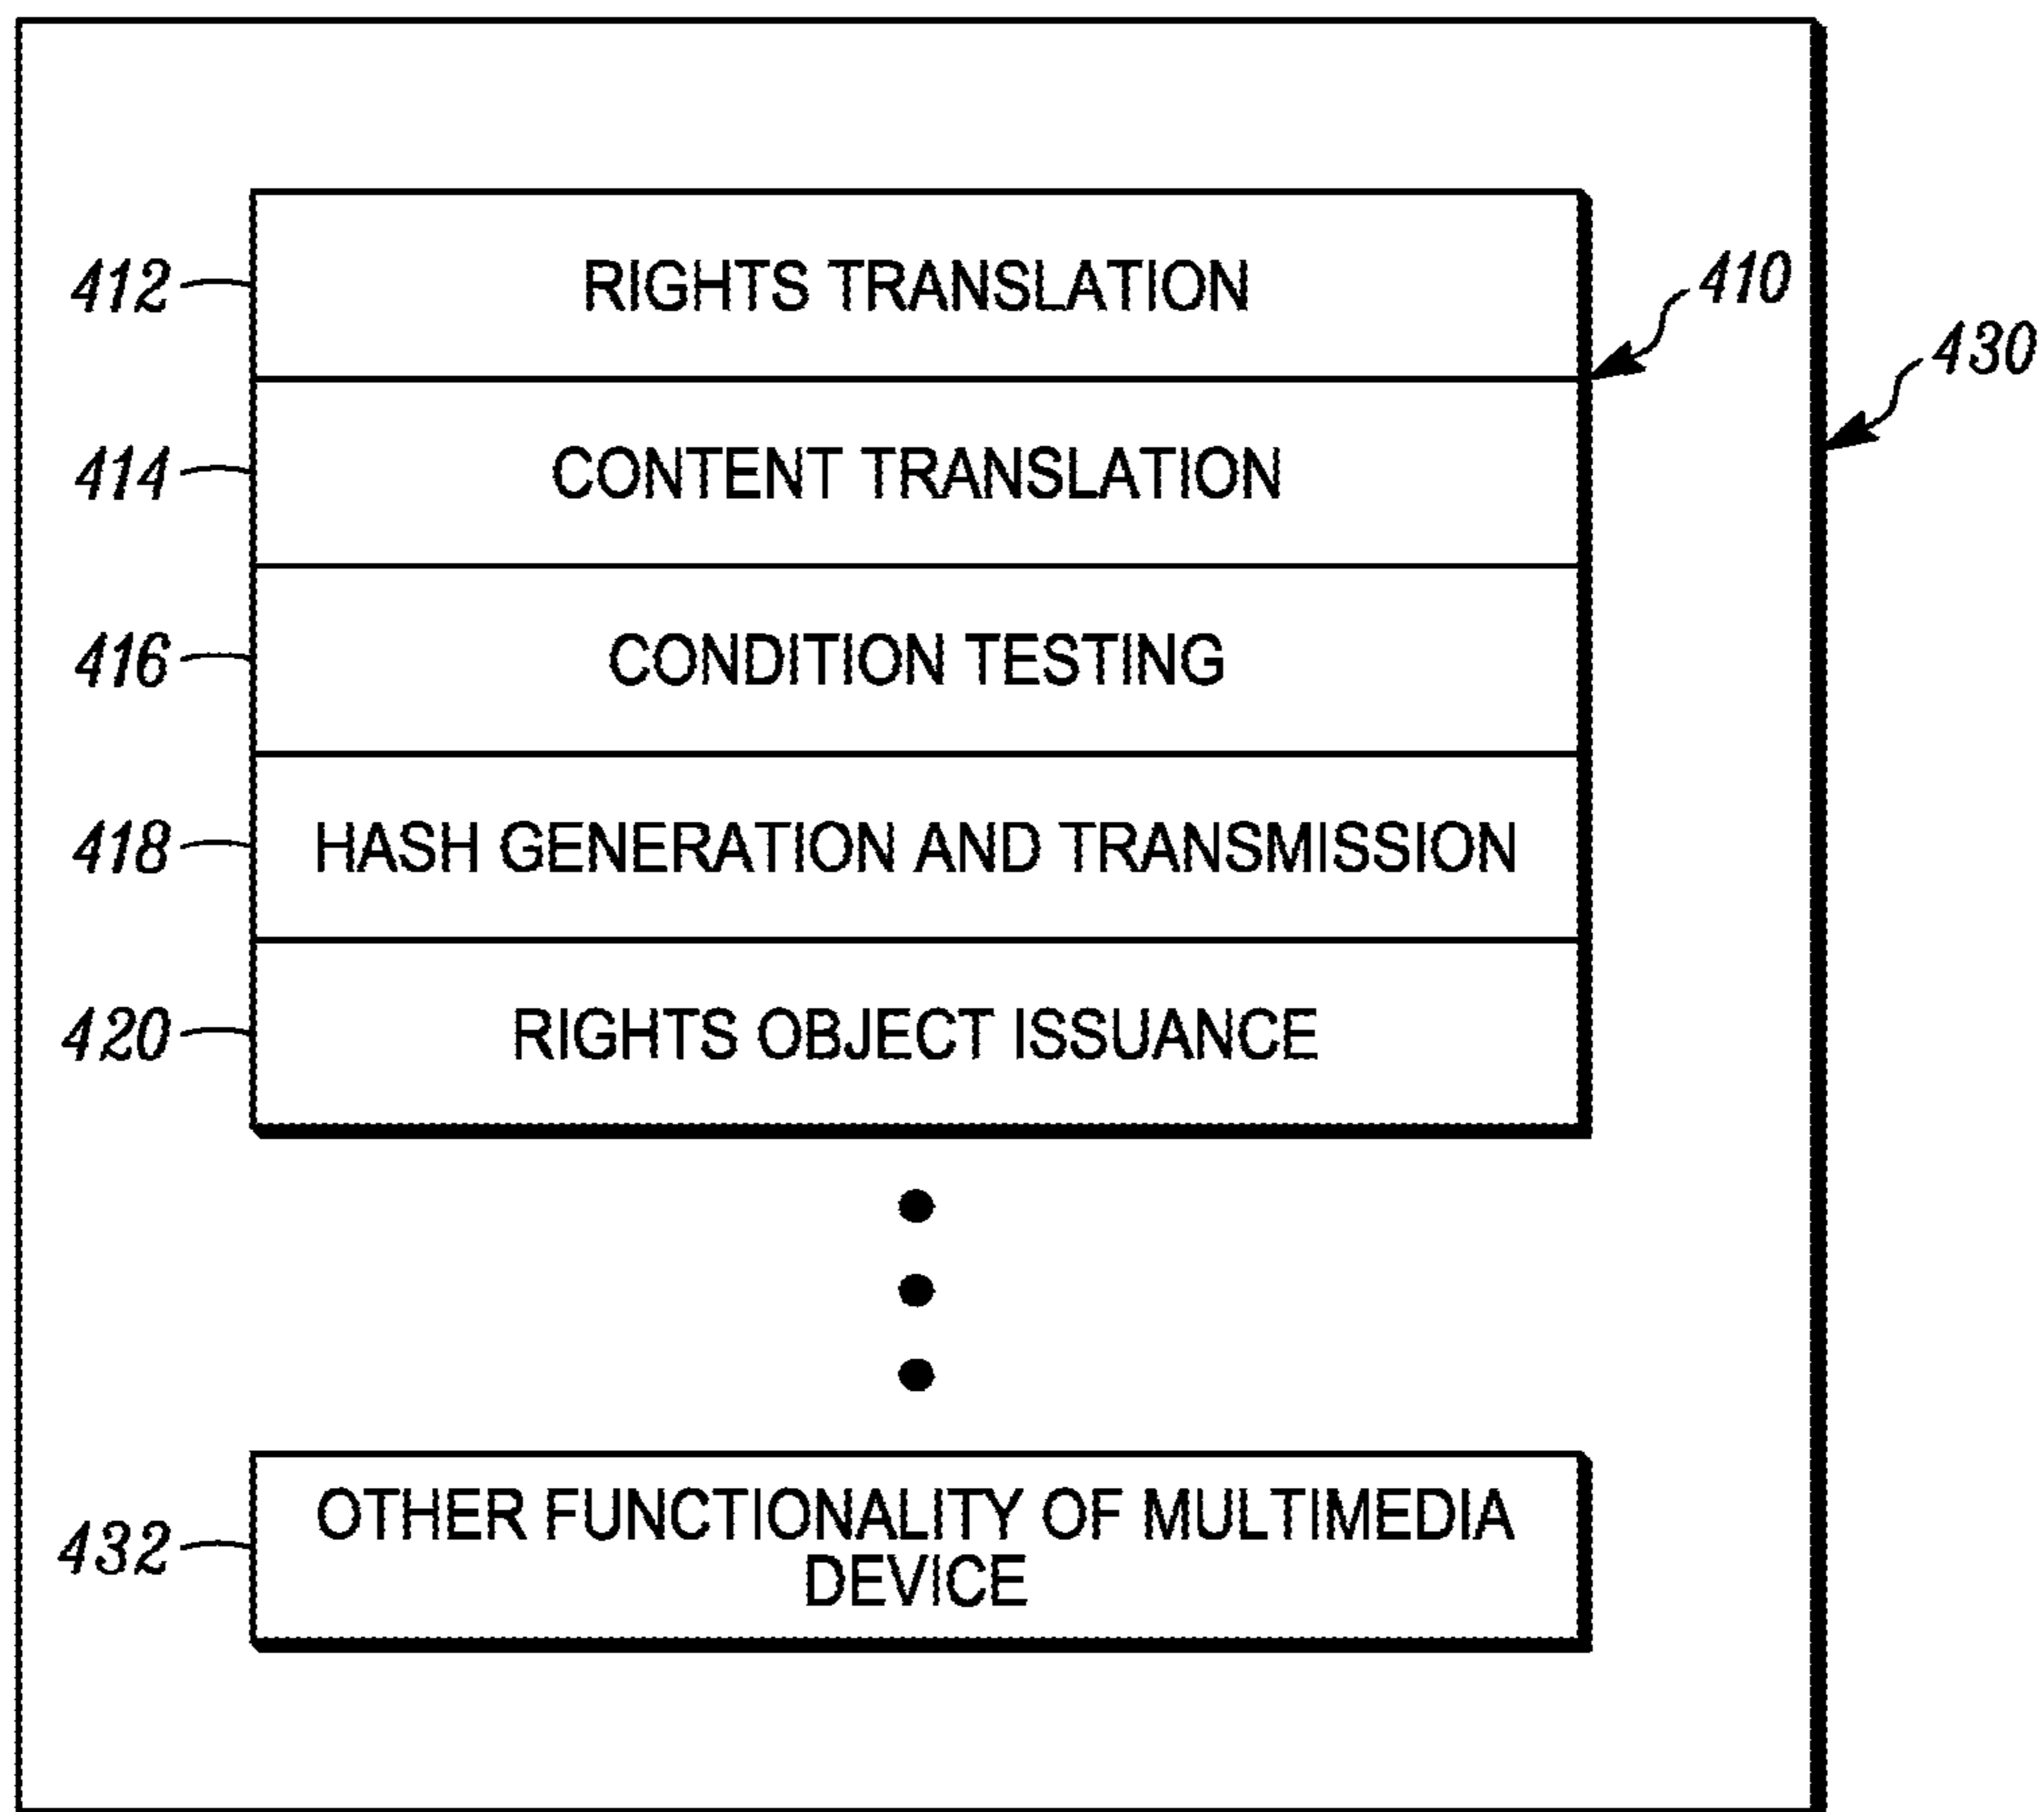 412
RIGHTS TRANSLATION
410
430
414
CONTENT TRANSLATION
416
CONDITION TESTING
418
HASH GENERATION AND TRANSMISSION
420
RIGHTS OBJECT ISSUANCE
432
OTHER FUNCTIONALITY OF MULTIMEDIA
DEVICE